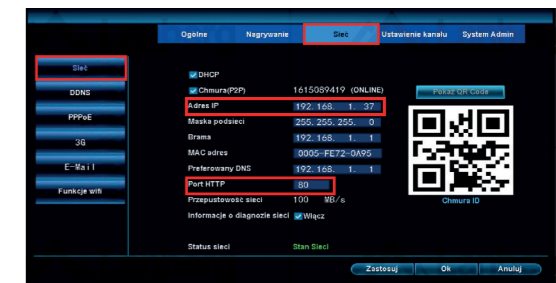 Ogólne Nagrywanie Sieć Ustawienie kanału System Admin
Sieć
DDNS
PPPoE
3G
E-Mail
Funkcje wifi
DHCP
Chmura(P2P) 1615089419 (ONLINE)
Adres IP 192.168. 1. 37
Maska podsieci 255.255.255. 0
Brama 192.168. 1. 1
MAC adres 0005-FE72-0A95
Preferowany DNS 192.168. 1. 1
Port HTTP 80
Przepustowość sieci 100 MB/s
Informacje o diagnozie sieci Włącz
Status sieci Stan Sieci
Pokaż QR Code
Chmura ID
Zastosuj Ok Anuluj